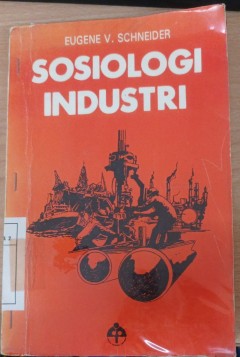 EUGENE V. SCHNEIDER
SOSIOLOGI
INDUSTRI